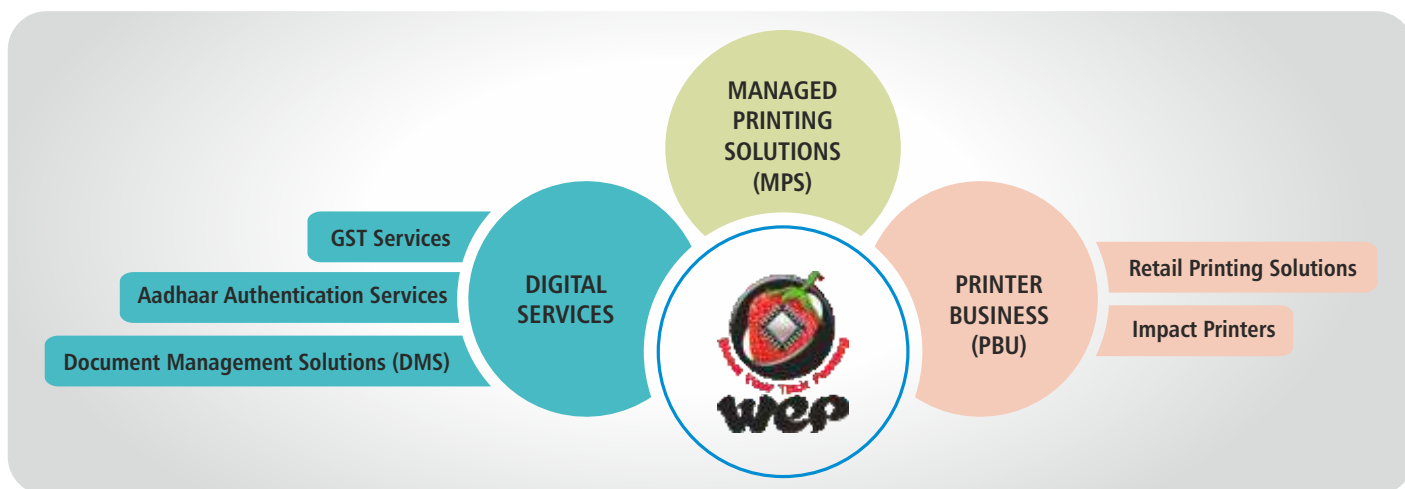 MANAGED
PRINTING
SOLUTIONS
(MPS)
GST Services
Aadhaar Authentication Services
Document Management Solutions (DMS)
DIGITAL
SERVICES
wep
PRINTER
BUSINESS
(PBU)
Retail Printing Solutions
Impact Printers